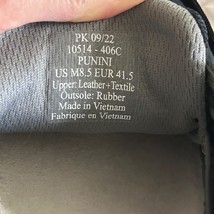 PK 09/22
10514 - 406C
PUNINI
US M8.5 EUR 41.5
Upper: Leather+Textile
Outsole: Rubber
Made in Vietnam
Fabrique en Vietnam